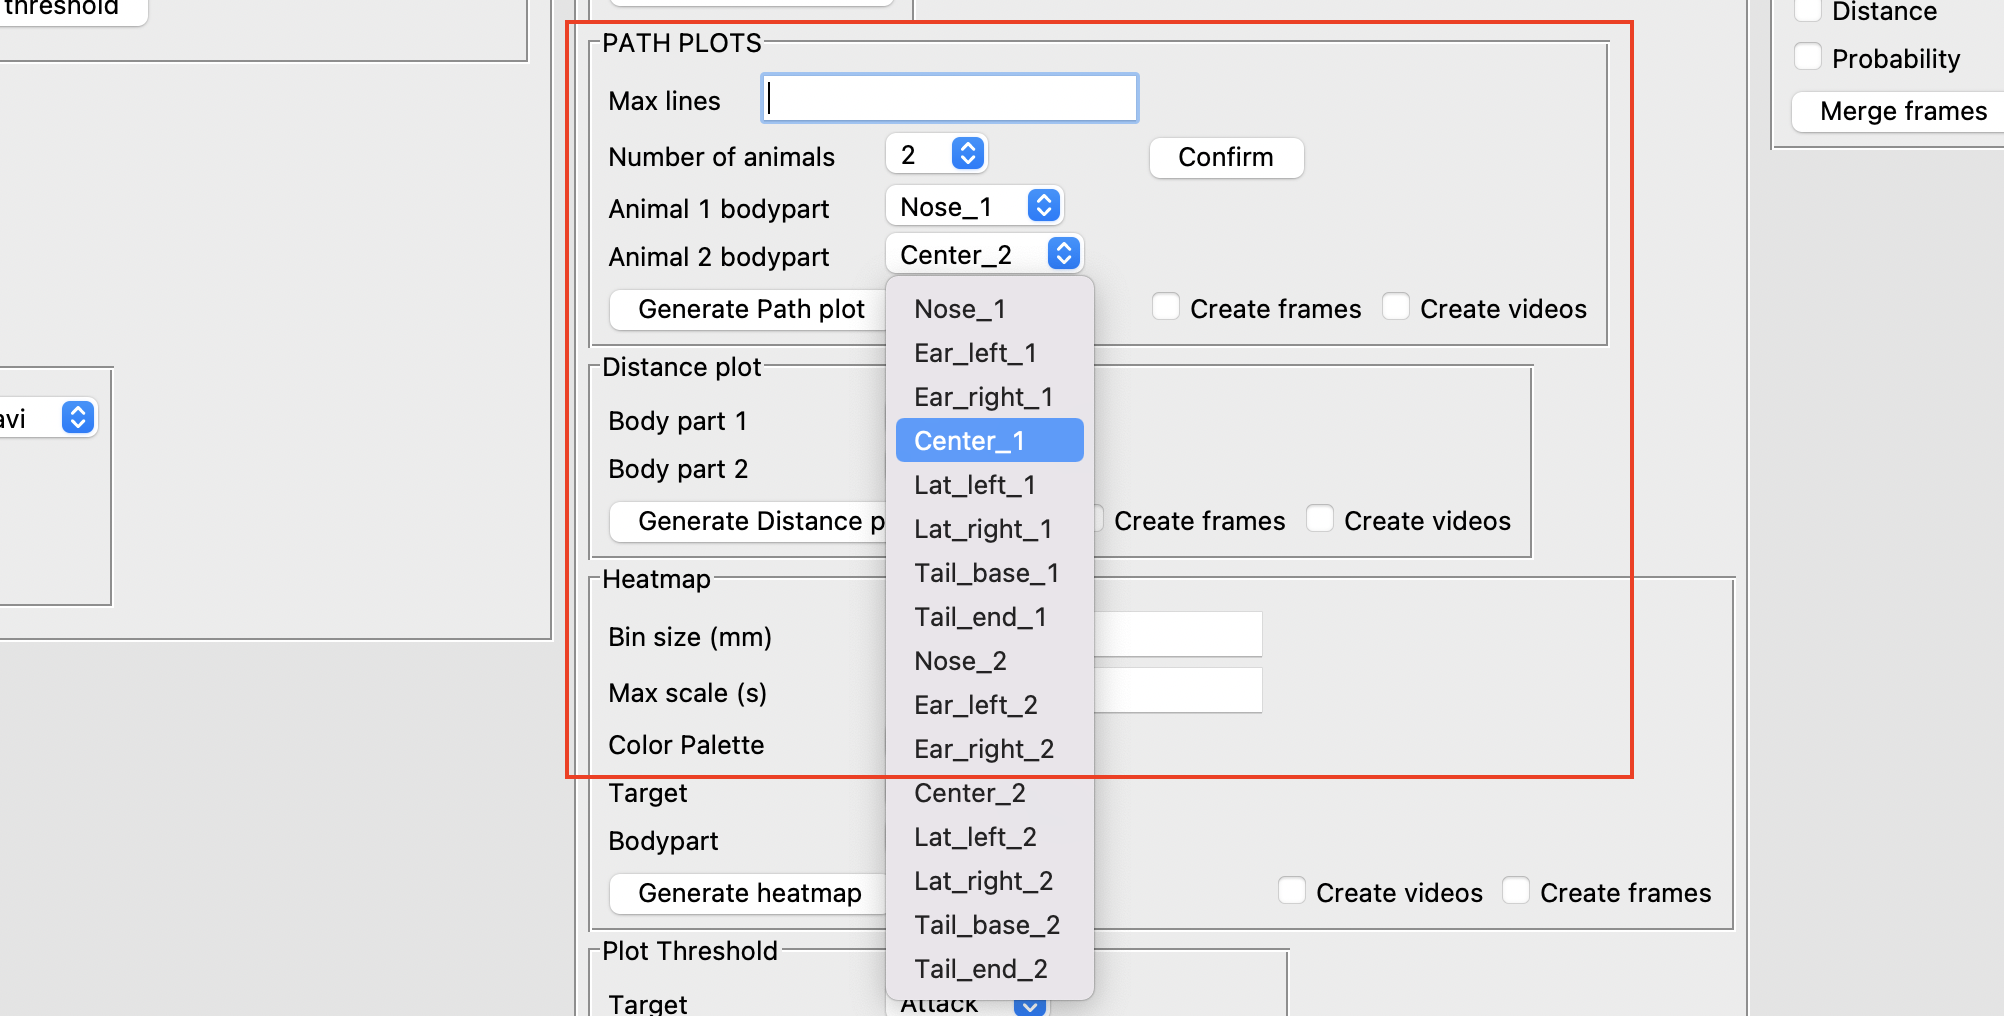 threshold
avi
PATH PLOTS
Max lines
Number of animals 2 Confirm
Animal 1 bodypart Nose_1
Animal 2 bodypart Center_2
Generate Path plot Create frames Create videos
Nose_1
Ear_left_1
Ear_right_1
Center_1
Lat_left_1
Lat_right_1
Tail_base_1
Tail_end_1
Nose_2
Ear_left_2
Ear_right_2
Center_2
Lat_left_2
Lat_right_2
Tail_base_2
Tail_end_2
Distance plot
Body part 1
Body part 2
Generate Distance p Create frames Create videos
Heatmap
Bin size (mm)
Max scale (s)
Color Palette
Target
Bodypart
Generate heatmap Create videos Create frames
Plot Threshold
Target Attack
Distance
Probability
Merge frames